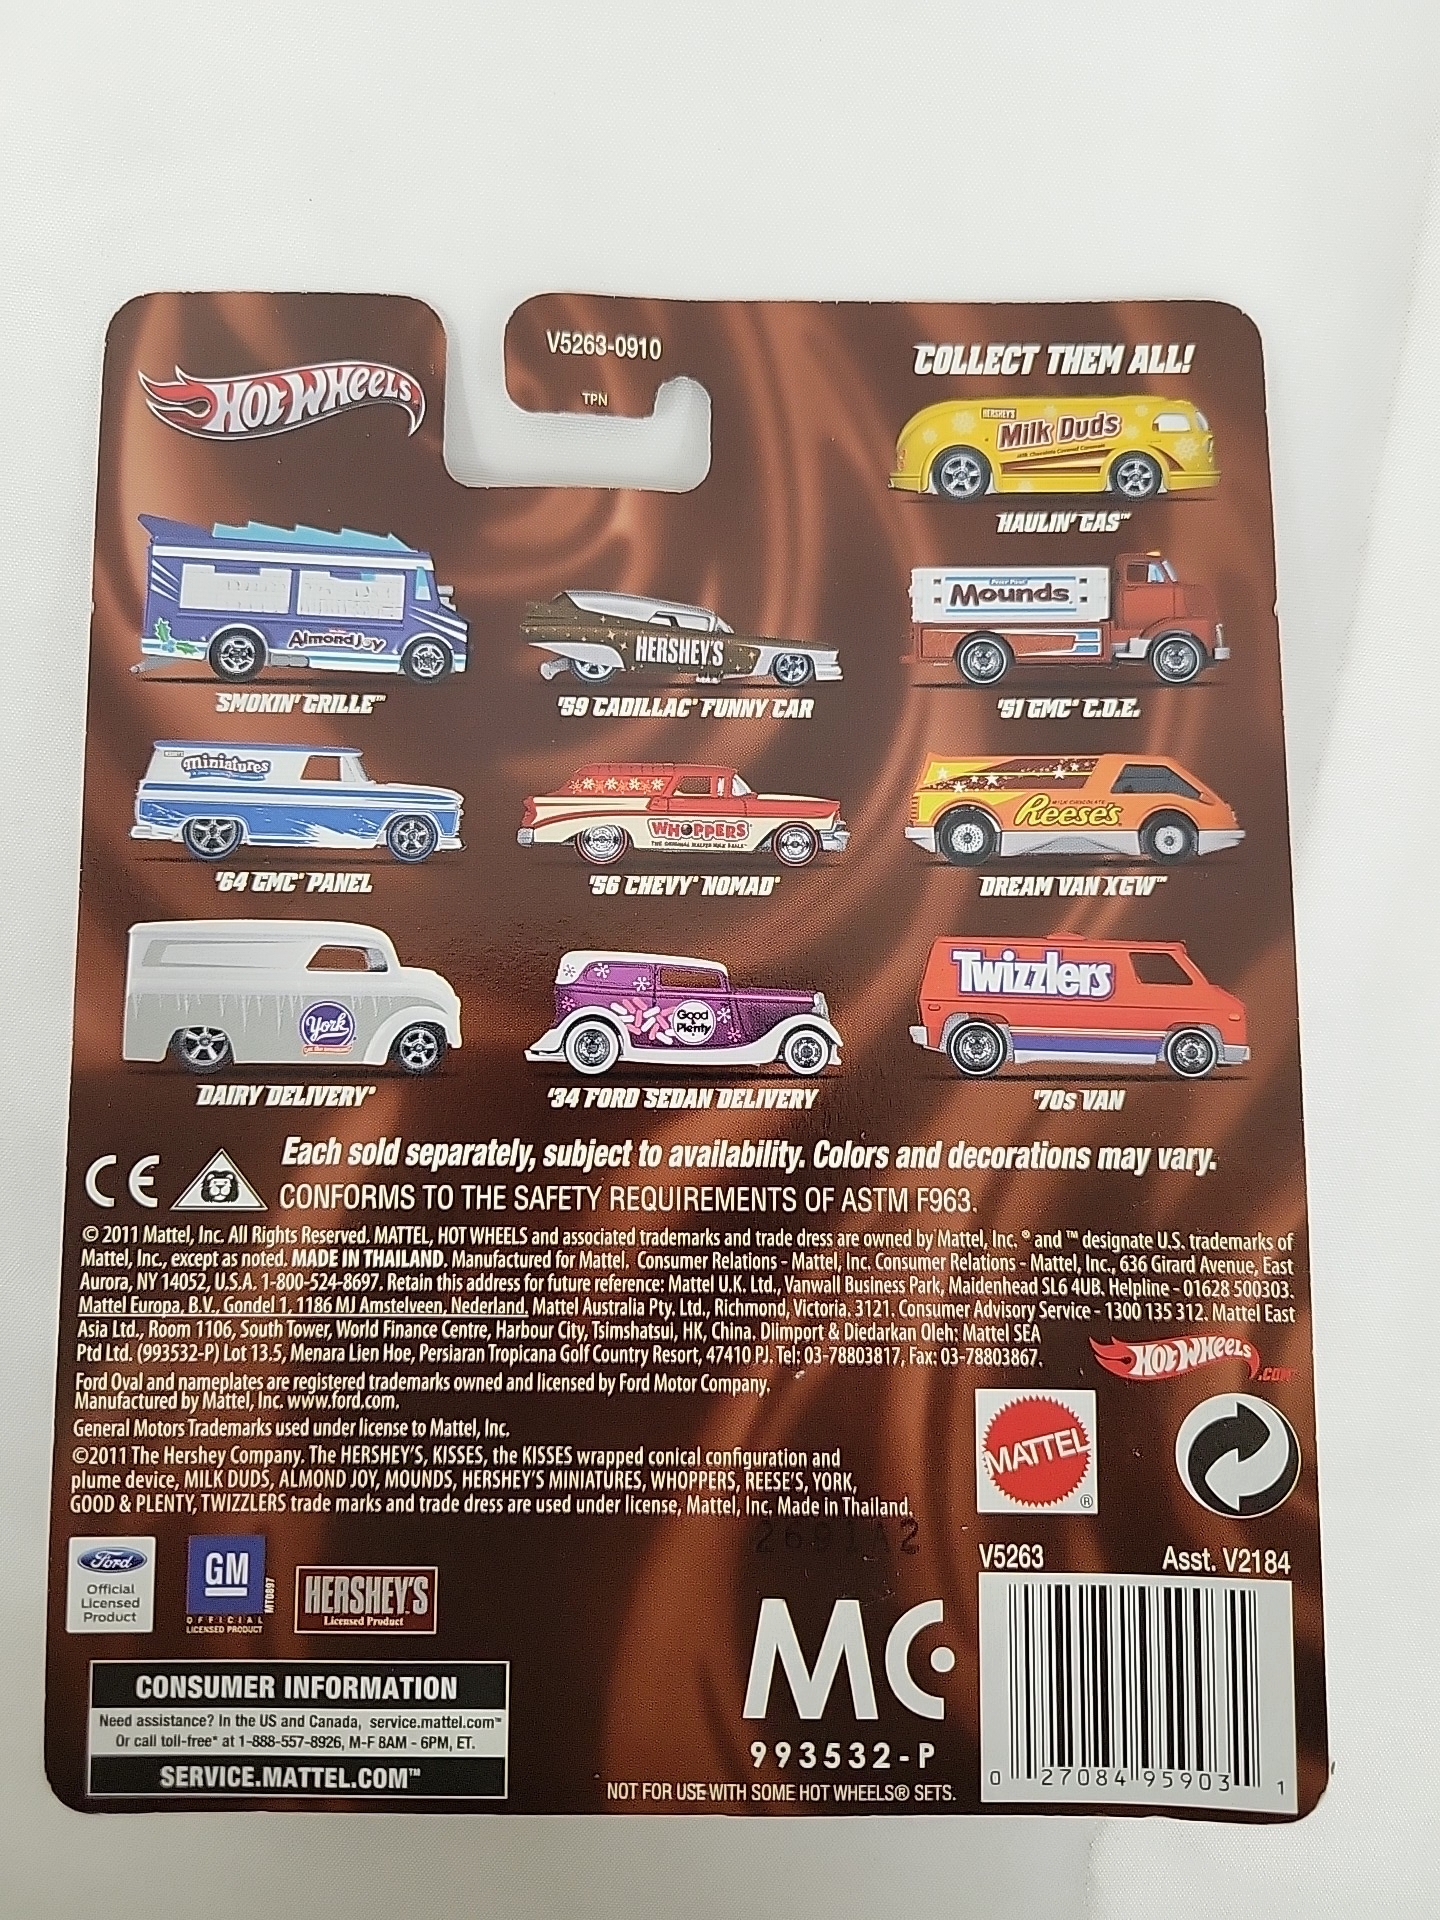 V5263-0910
TPN
HOT WHEELS
COLLECT THEM ALL!
HERSHEY'S
Milk Duds
HAULIN' GAS™
Almond Joy
SMOKIN' GRILLE™
HERSHEY'S
'59 CADILLAC® FUNNY CAR
Peter Paul
Mounds
'51 GMC® C.O.E.
miniatures
'64 GMC® PANEL
WHOPPERS
THE ORIGINAL MALTED MILK BALLS™
'56 CHEVY® NOMAD®
MILK CHOCOLATE
Reese's
DREAM VAN XGW™
York
DAIRY DELIVERY®
Good & Plenty
'34 FORD SEDAN DELIVERY
Twizzlers
'70s VAN
Each sold separately, subject to availability. Colors and decorations may vary.
CE
CONFORMS TO THE SAFETY REQUIREMENTS OF ASTM F963.
© 2011 Mattel, Inc. All Rights Reserved. MATTEL, HOT WHEELS and associated trademarks and trade dress are owned by Mattel, Inc. ® and ™ designate U.S. trademarks of
Mattel, Inc., except as noted. MADE IN THAILAND. Manufactured for Mattel. Consumer Relations - Mattel, Inc. Consumer Relations - Mattel, Inc., 636 Girard Avenue, East
Aurora, NY 14052, U.S.A. 1-800-524-8697. Retain this address for future reference: Mattel U.K. Ltd., Vanwall Business Park, Maidenhead SL6 4UB. Helpline - 01628 500303.
Mattel Europa, B.V., Gondel 1, 1186 MJ Amstelveen, Nederland. Mattel Australia Pty. Ltd., Richmond, Victoria. 3121. Consumer Advisory Service - 1300 135 312. Mattel East
Asia Ltd., Room 1106, South Tower, World Finance Centre, Harbour City, Tsimshatsui, HK, China. Diimport & Diedarkan Oleh: Mattel SEA
Ptd Ltd. (993532-P) Lot 13.5, Menara Lien Hoe, Persiaran Tropicana Golf Country Resort, 47410 PJ. Tel: 03-78803817, Fax: 03-78803867.
HOT WHEELS .COM
Ford Oval and nameplates are registered trademarks owned and licensed by Ford Motor Company.
Manufactured by Mattel, Inc. www.ford.com.
General Motors Trademarks used under license to Mattel, Inc.
©2011 The Hershey Company. The HERSHEY'S, KISSES, the KISSES wrapped conical configuration and
plume device, MILK DUDS, ALMOND JOY, MOUNDS, HERSHEY'S MINIATURES, WHOPPERS, REESE'S, YORK,
GOOD & PLENTY, TWIZZLERS trade marks and trade dress are used under license, Mattel, Inc. Made in Thailand.
MATTEL ®
Ford
Official
Licensed
Product
GM
OFFICIAL
LICENSED PRODUCT
MT0897
HERSHEY'S
Licensed Product
V5263 Asst. V2184
CONSUMER INFORMATION
Need assistance? In the US and Canada, service.mattel.com™
Or call toll-free* at 1-888-557-8926, M-F 8AM - 6PM, ET.
SERVICE.MATTEL.COM™
MC
993532-P
NOT FOR USE WITH SOME HOT WHEELS® SETS.
0 27084 95903 1